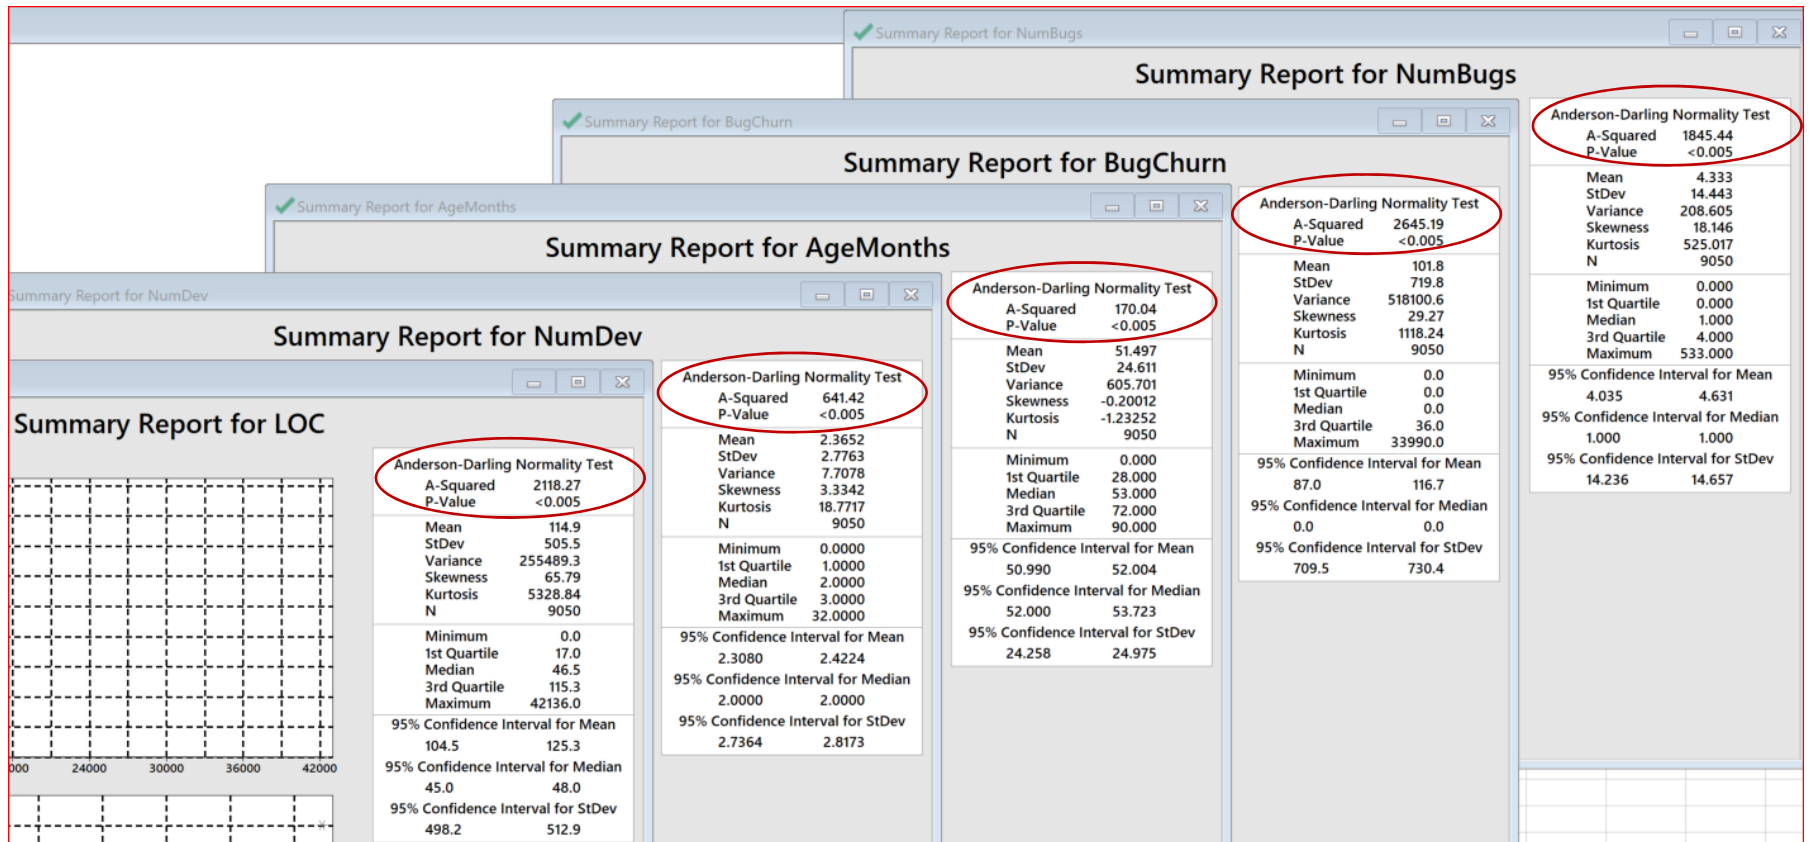 Summary Report for NumBugs
Summary Report for NumBugs
Anderson-Darling Normality Test
A-Squared 1845.44
P-Value <0.005
Mean 4.333
StDev 14.443
Variance 208.605
Skewness 18.146
Kurtosis 525.017
N 9050
Minimum 0.000
1st Quartile 0.000
Median 1.000
3rd Quartile 4.000
Maximum 533.000
95% Confidence Interval for Mean
4.035 4.631
95% Confidence Interval for Median
1.000 1.000
95% Confidence Interval for StDev
14.236 14.657
Summary Report for BugChurn
Summary Report for BugChurn
Anderson-Darling Normality Test
A-Squared 2645.19
P-Value <0.005
Mean 101.8
StDev 719.8
Variance 518100.6
Skewness 29.27
Kurtosis 1118.24
N 9050
Minimum 0.0
1st Quartile 0.0
Median 0.0
3rd Quartile 36.0
Maximum 33990.0
95% Confidence Interval for Mean
87.0 116.7
95% Confidence Interval for Median
0.0 0.0
95% Confidence Interval for StDev
709.5 730.4
Summary Report for AgeMonths
Summary Report for AgeMonths
Anderson-Darling Normality Test
A-Squared 170.04
P-Value <0.005
Mean 51.497
StDev 24.611
Variance 605.701
Skewness -0.20012
Kurtosis -1.23252
N 9050
Minimum 0.000
1st Quartile 28.000
Median 53.000
3rd Quartile 72.000
Maximum 90.000
95% Confidence Interval for Mean
50.990 52.004
95% Confidence Interval for Median
52.000 53.723
95% Confidence Interval for StDev
24.258 24.975
Summary Report for NumDev
Summary Report for NumDev
Anderson-Darling Normality Test
A-Squared 641.42
P-Value <0.005
Mean 2.3652
StDev 2.7763
Variance 7.7078
Skewness 3.3342
Kurtosis 18.7717
N 9050
Minimum 0.0000
1st Quartile 1.0000
Median 2.0000
3rd Quartile 3.0000
Maximum 32.0000
95% Confidence Interval for Mean
2.3080 2.4224
95% Confidence Interval for Median
2.0000 2.0000
95% Confidence Interval for StDev
2.7364 2.8173
Summary Report for LOC
Anderson-Darling Normality Test
A-Squared 2118.27
P-Value <0.005
Mean 114.9
StDev 505.5
Variance 255489.3
Skewness 65.79
Kurtosis 5328.84
N 9050
Minimum 0.0
1st Quartile 17.0
Median 46.5
3rd Quartile 115.3
Maximum 42136.0
95% Confidence Interval for Mean
104.5 125.3
95% Confidence Interval for Median
45.0 48.0
95% Confidence Interval for StDev
498.2 512.9
000 24000 30000 36000 42000